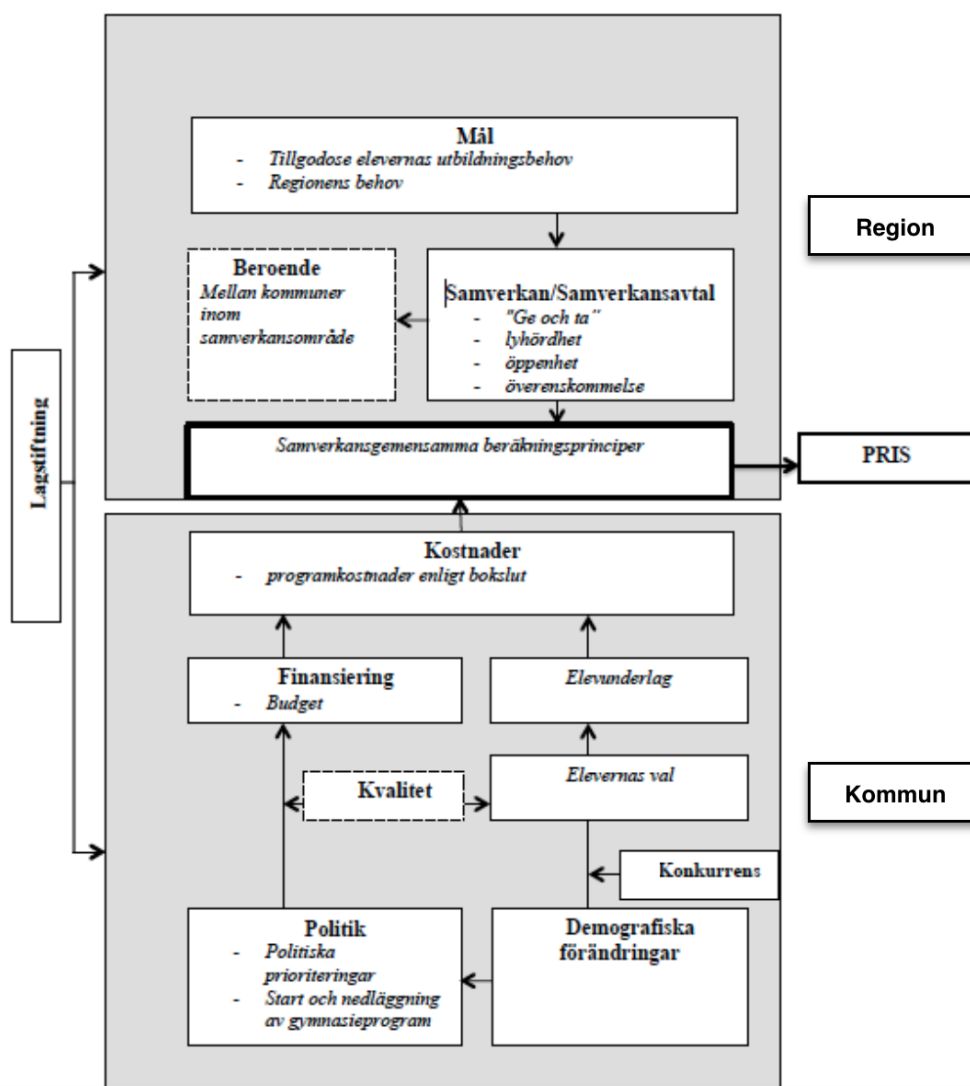 Mål
- Tillgodose elevernas utbildningsbehov
- Regionens behov
Region
Beroende
Mellan kommuner
inom
samverkansområde
Samverkan/Samverkansavtal
- "Ge och ta"
- lyhördhet
- öppenhet
- överenskommelse
Lagstiftning
Samverkansgemensamma beräkningsprinciper
PRIS
Kostnader
- programkostnader enligt bokslut
Finansiering
- Budget
Elevunderlag
Kvalitet
Elevernas val
Kommun
Konkurrens
Politik
- Politiska
prioriteringar
- Start och nedläggning
av gymnasieprogram
Demografiska
förändringar